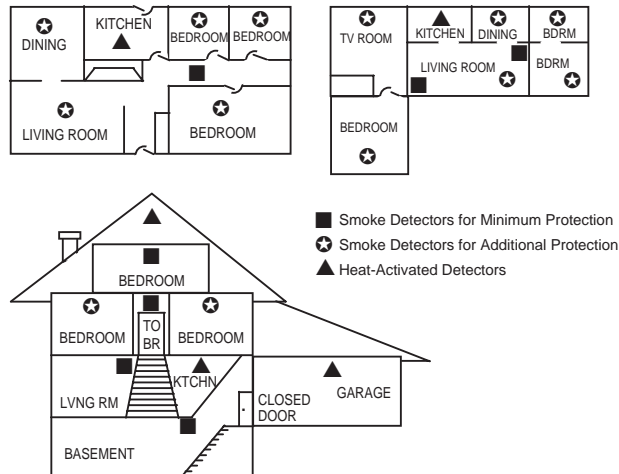 DINING
KITCHEN
BEDROOM
BEDROOM
LIVING ROOM
BEDROOM
TV ROOM
KITCHEN
DINING
BDRM
LIVING ROOM
BDRM
BEDROOM
Smoke Detectors for Minimum Protection
Smoke Detectors for Additional Protection
Heat-Activated Detectors
BEDROOM
BEDROOM
TO
BR
BEDROOM
LVNG RM
KTCHN
CLOSED
DOOR
GARAGE
BASEMENT